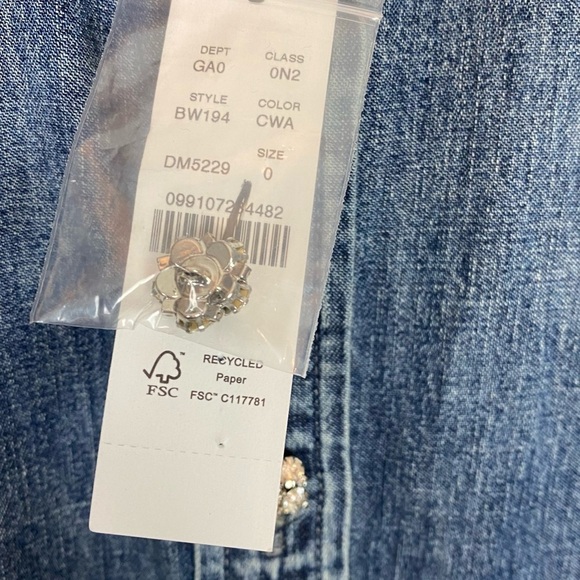 DEPT CLASS
GA0 0N2
STYLE COLOR
BW194 CWA
DM5229 SIZE
0
RECYCLED
Paper
FSC™ C117781
FSC